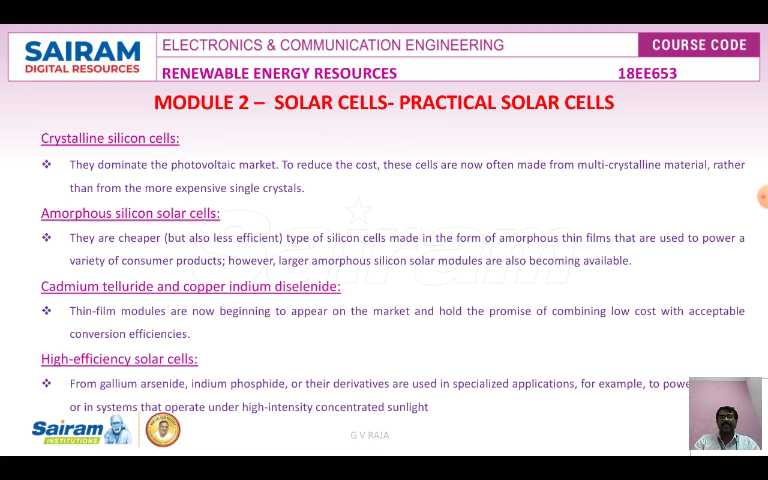 SAIRAM
DIGITAL RESOURCES
ELECTRONICS & COMMUNICATION ENGINEERING
COURSE CODE
RENEWABLE ENERGY RESOURCES
18EE653
MODULE 2 – SOLAR CELLS- PRACTICAL SOLAR CELLS
Crystalline silicon cells:
❖ They dominate the photovoltaic market. To reduce the cost, these cells are now often made from multi-crystalline material, rather
than from the more expensive single crystals.
Amorphous silicon solar cells:
❖ They are cheaper (but also less efficient) type of silicon cells made in the form of amorphous thin films that are used to power a
variety of consumer products; however, larger amorphous silicon solar modules are also becoming available.
Cadmium telluride and copper indium diselenide:
❖ Thin-film modules are now beginning to appear on the market and hold the promise of combining low cost with acceptable
conversion efficiencies.
High-efficiency solar cells:
❖ From gallium arsenide, indium phosphide, or their derivatives are used in specialized applications, for example, to powe
or in systems that operate under high-intensity concentrated sunlight
Sairam
INSTITUTIONS
G V RAJA
Sairam